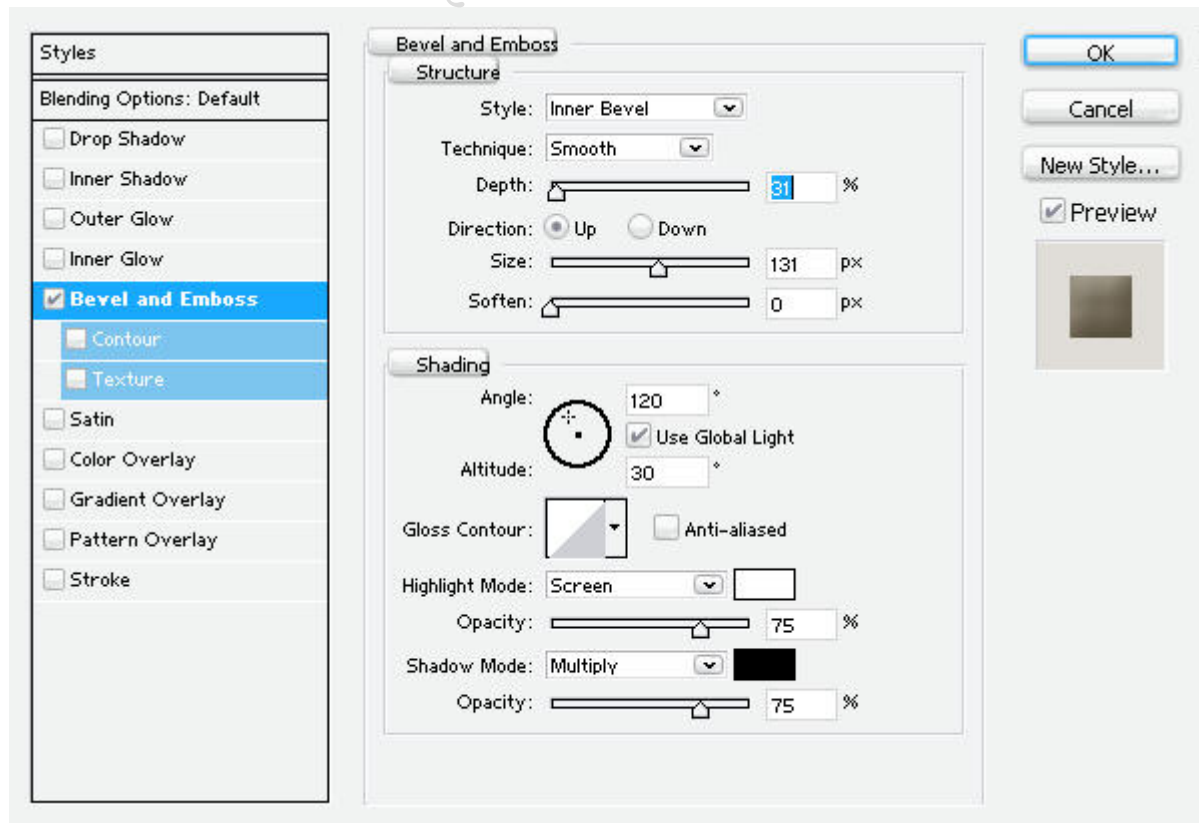 Styles
Blending Options: Default
Drop Shadow
Inner Shadow
Outer Glow
Inner Glow
Bevel and Emboss
Contour
Texture
Satin
Color Overlay
Gradient Overlay
Pattern Overlay
Stroke
Bevel and Emboss
Structure
Style: Inner Bevel
Technique: Smooth
Depth: 31 %
Direction: Up Down
Size: 131 px
Soften: 0 px
Shading
Angle: 120 °
Use Global Light
Altitude: 30 °
Gloss Contour: Anti-aliased
Highlight Mode: Screen
Opacity: 75 %
Shadow Mode: Multiply
Opacity: 75 %
OK
Cancel
New Style...
Preview